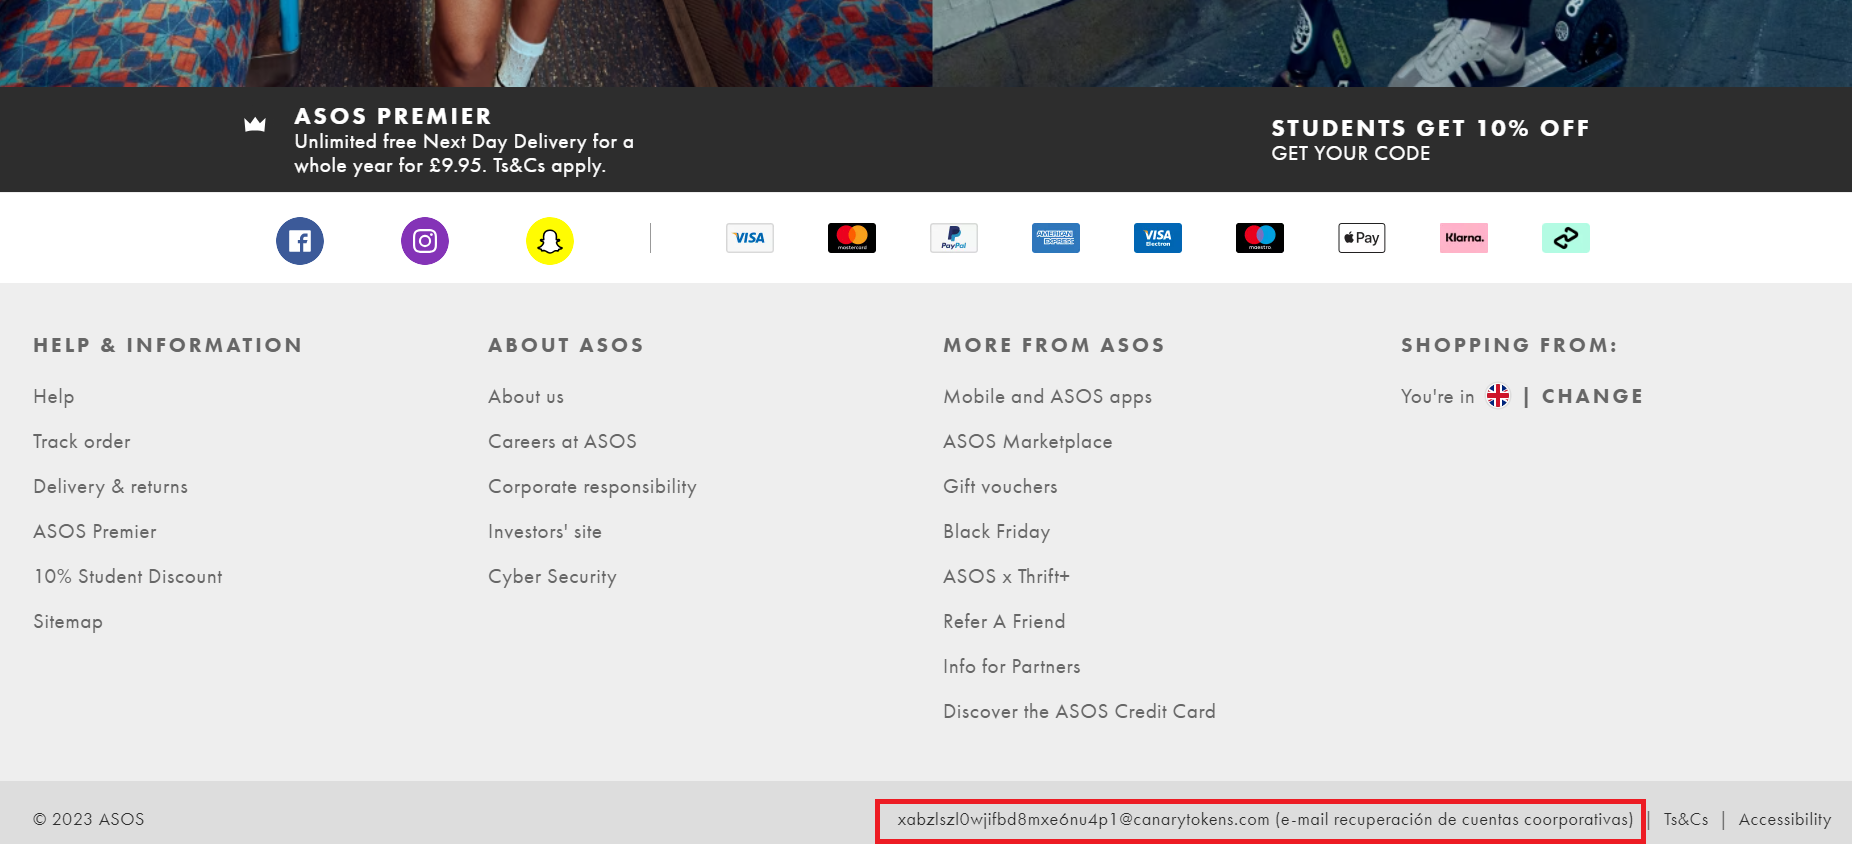 ASOS PREMIER
Unlimited free Next Day Delivery for a
whole year for £9.95. Ts&Cs apply.
STUDENTS GET 10% OFF
GET YOUR CODE
VISA
mastercard
PayPal
AMERICAN EXPRESS
VISA Electron
maestro
Pay
Klarna.
HELP & INFORMATION
Help
Track order
Delivery & returns
ASOS Premier
10% Student Discount
Sitemap
ABOUT ASOS
About us
Careers at ASOS
Corporate responsibility
Investors' site
Cyber Security
MORE FROM ASOS
Mobile and ASOS apps
ASOS Marketplace
Gift vouchers
Black Friday
ASOS x Thrift+
Refer A Friend
Info for Partners
Discover the ASOS Credit Card
SHOPPING FROM:
You're in | CHANGE
© 2023 ASOS
xabzlszl0wjifbd8mxe6nu4p1@canarytokens.com (e-mail recuperación de cuentas coorporativas) | Ts&Cs | Accessibility